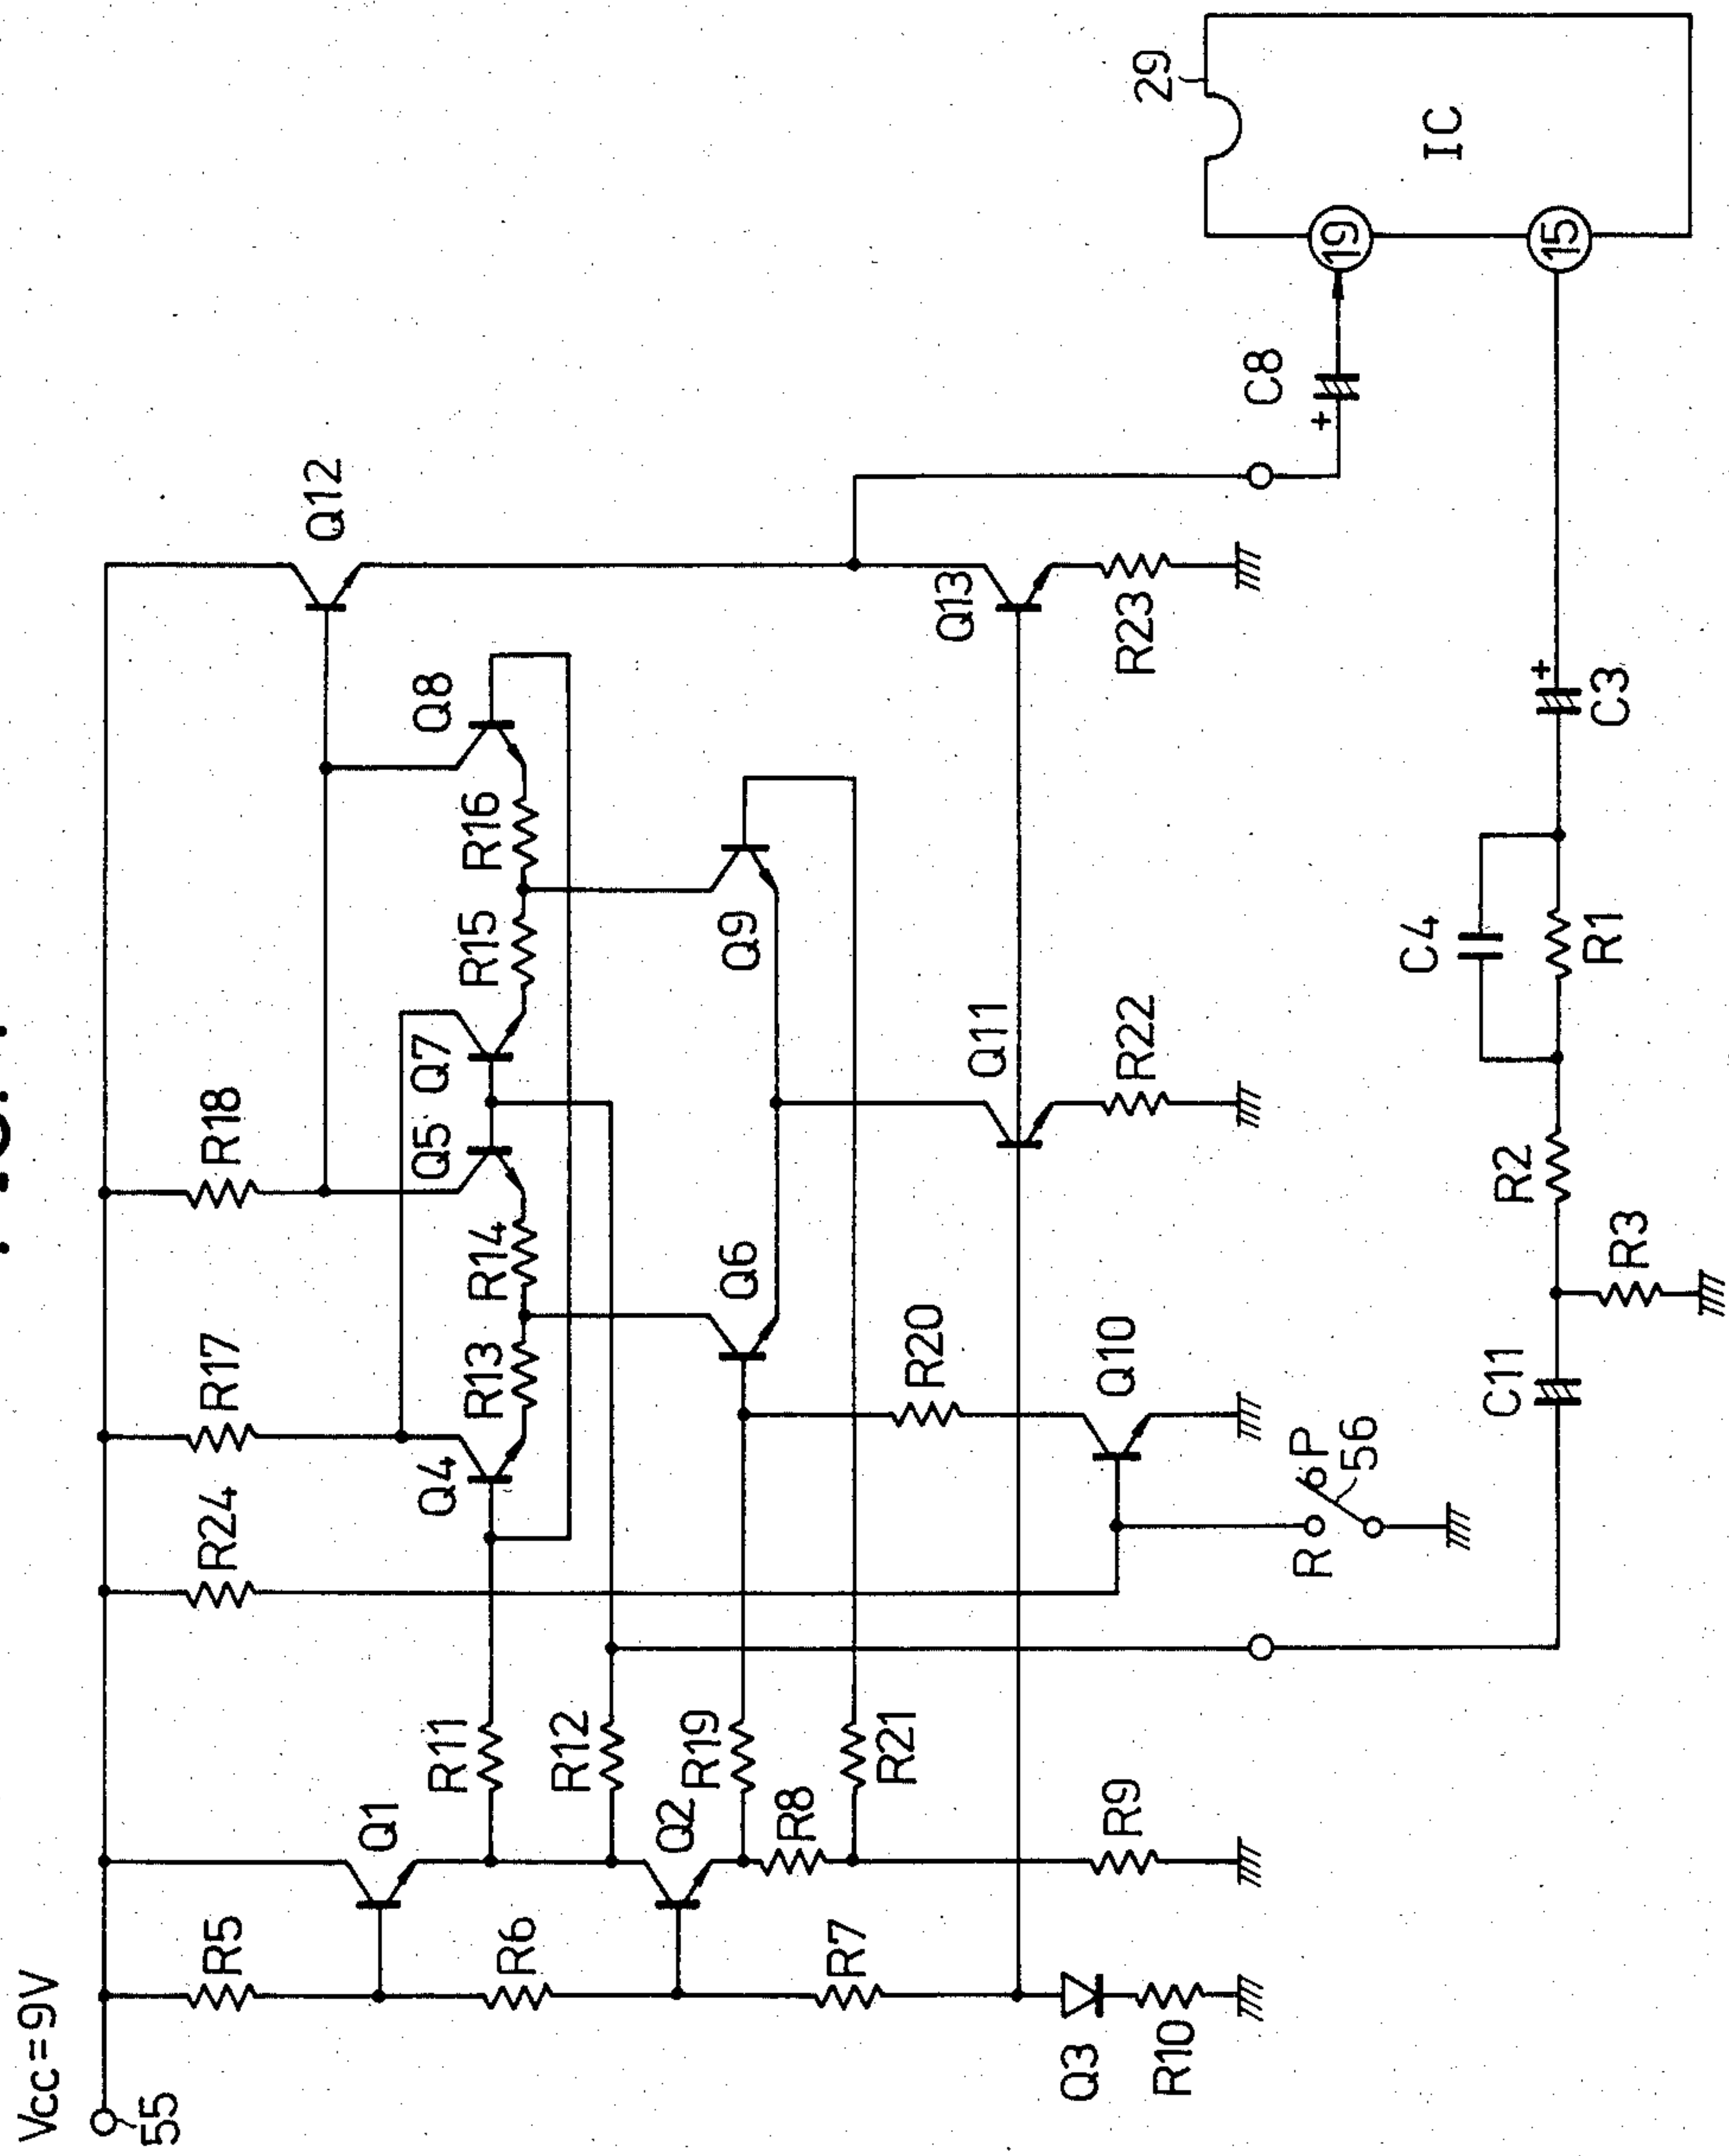 Vcc=9V
55
R5
Q1
R6
Q2
R7
Q3
R10
R11
R12
R19
R8
R21
R9
R24
R17
R18
Q4
R13
R14
Q5
Q7
R15
R16
Q8
Q12
Q6
Q9
R20
Q10
Q11
R22
Q13
R23
R
P
56
C11
R3
R2
C4
R1
C3
C8
+
+
19
15
29
IC